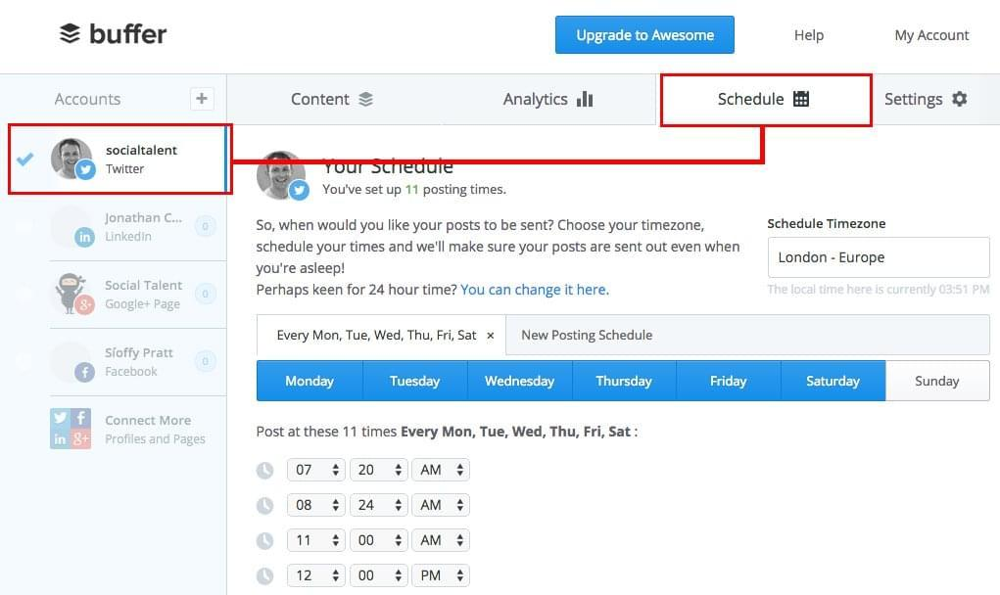 buffer
Upgrade to Awesome
Help
My Account
Accounts
+
Content
Analytics
Schedule
Settings
socialtalent
Twitter
Jonathan C...
LinkedIn
0
Social Talent
Google+ Page
0
Síoffy Pratt
Facebook
0
Connect More
Profiles and Pages
Your Schedule
You've set up 11 posting times.
So, when would you like your posts to be sent? Choose your timezone,
schedule your times and we'll make sure your posts are sent out even when
you're asleep!
Perhaps keen for 24 hour time? You can change it here.
Schedule Timezone
London - Europe
The local time here is currently 03:51 PM
Every Mon, Tue, Wed, Thu, Fri, Sat ×
New Posting Schedule
Monday
Tuesday
Wednesday
Thursday
Friday
Saturday
Sunday
Post at these 11 times Every Mon, Tue, Wed, Thu, Fri, Sat :
07 20 AM
08 24 AM
11 00 AM
12 00 PM